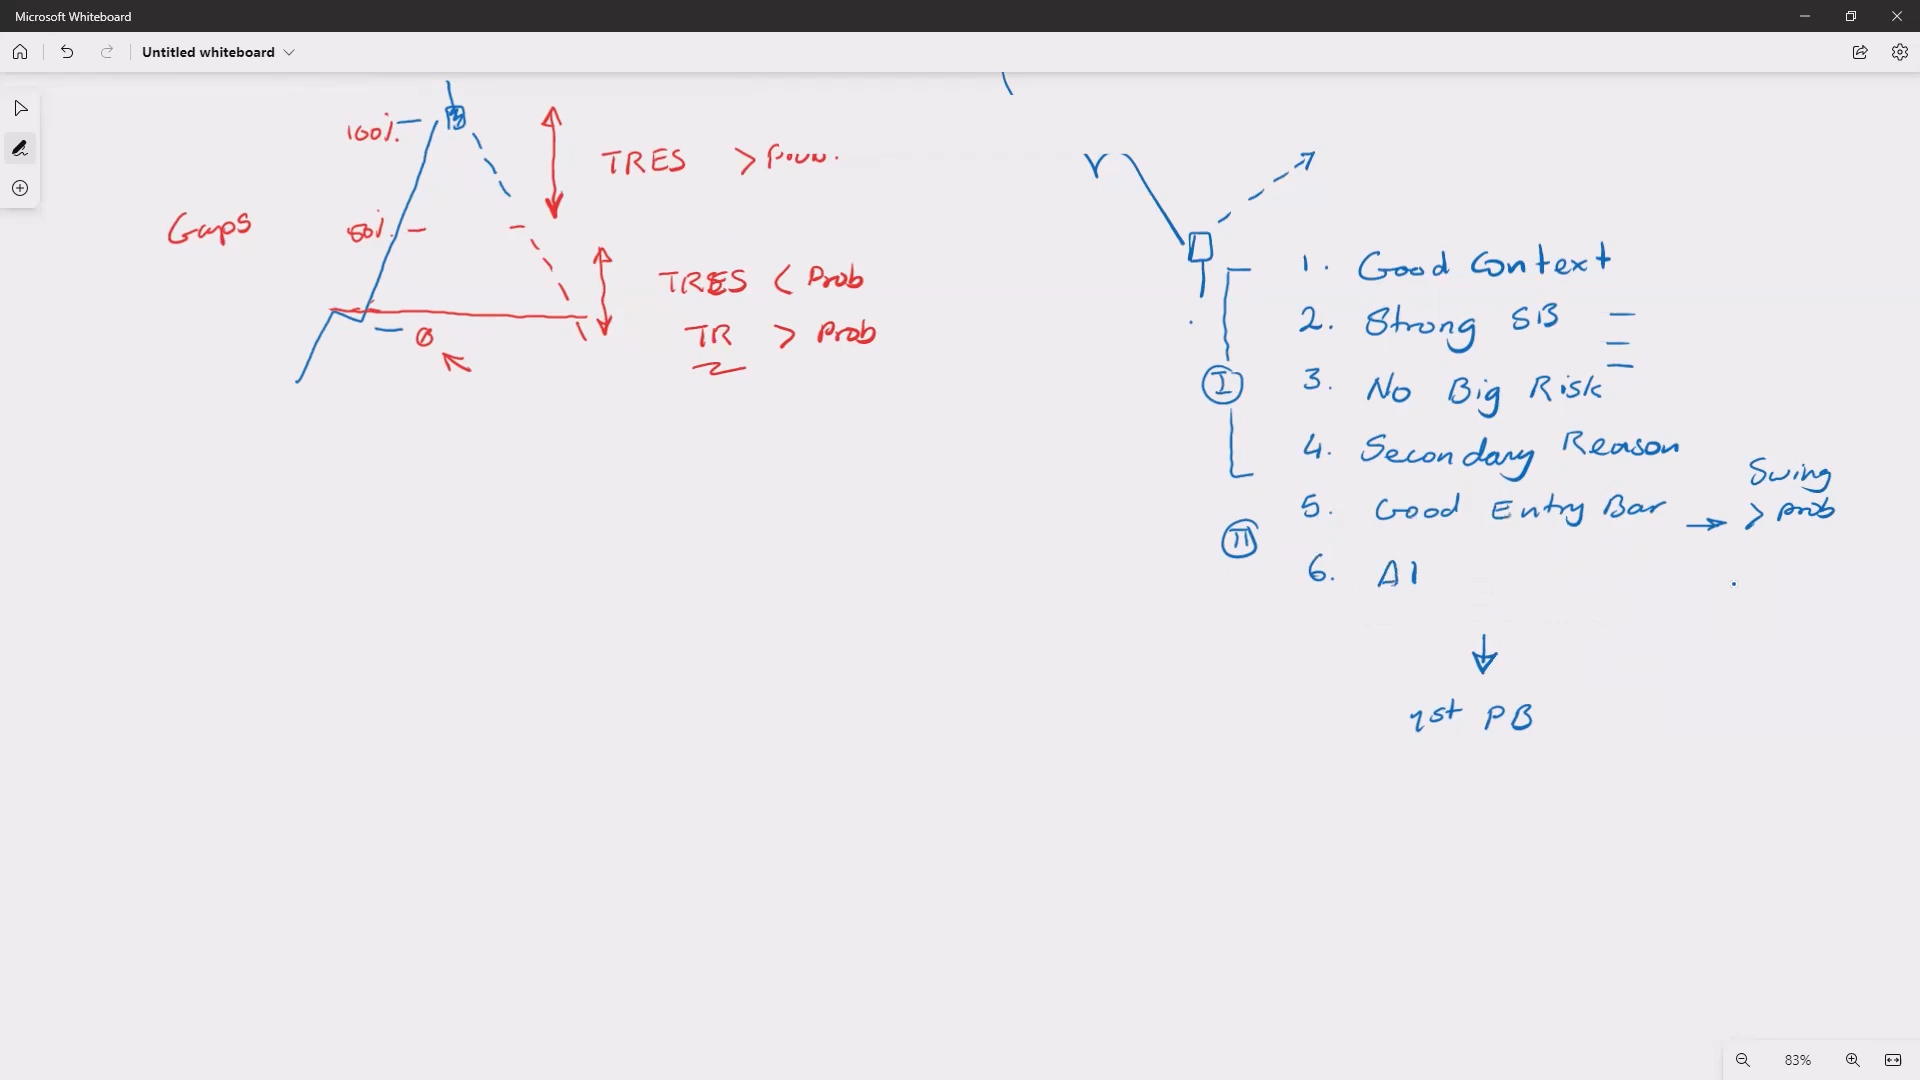 Microsoft Whiteboard
Untitled whiteboard
100%.
TRES >
Gaps
50%.
TRES < Prob
TR > Prob
0
1. Good Context
2. Strong SB
3. No Big Risk
I
4. Secondary Reason
Swing
5. Good Entry Bar → > prob
II
6. AI
↓
1st PB
83%